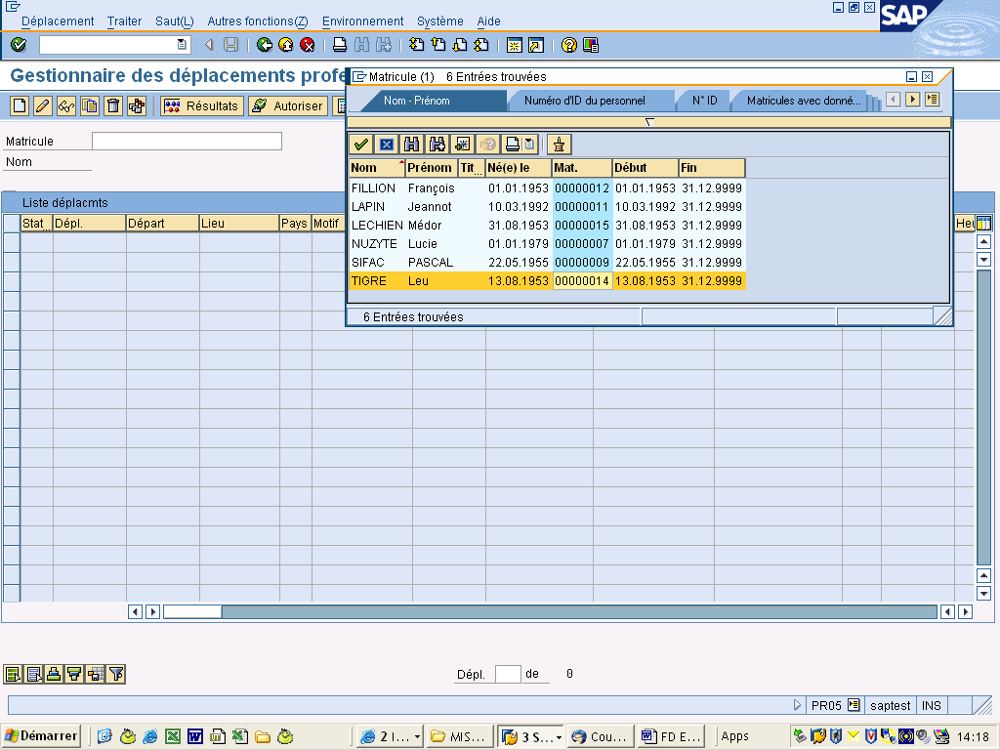 Déplacement Traiter Saut(L) Autres fonctions(Z) Environnement Système Aide
SAP
Gestionnaire des déplacements profe
Matricule (1) 6 Entrées trouvées
Résultats Autoriser
Nom - Prénom Numéro d'ID du personnel N° ID Matricules avec donné...
Matricule
Nom
Nom Prénom Tit... Né(e) le Mat. Début Fin
FILLION François 01.01.1953 00000012 01.01.1953 31.12.9999
LAPIN Jeannot 10.03.1992 00000011 10.03.1992 31.12.9999
LECHIEN Médor 31.08.1953 00000015 31.08.1953 31.12.9999
NUZYTE Lucie 01.01.1979 00000007 01.01.1979 31.12.9999
SIFAC PASCAL 22.05.1955 00000009 22.05.1955 31.12.9999
TIGRE Leu 13.08.1953 00000014 13.08.1953 31.12.9999
6 Entrées trouvées
Liste déplacmts
Stat... Dépl. Départ Lieu Pays Motif Heu
Dépl. de 0
PR05 saptest INS
Démarrer 2 I... MIS... 3 S... Cou... FD E... Apps 14:18